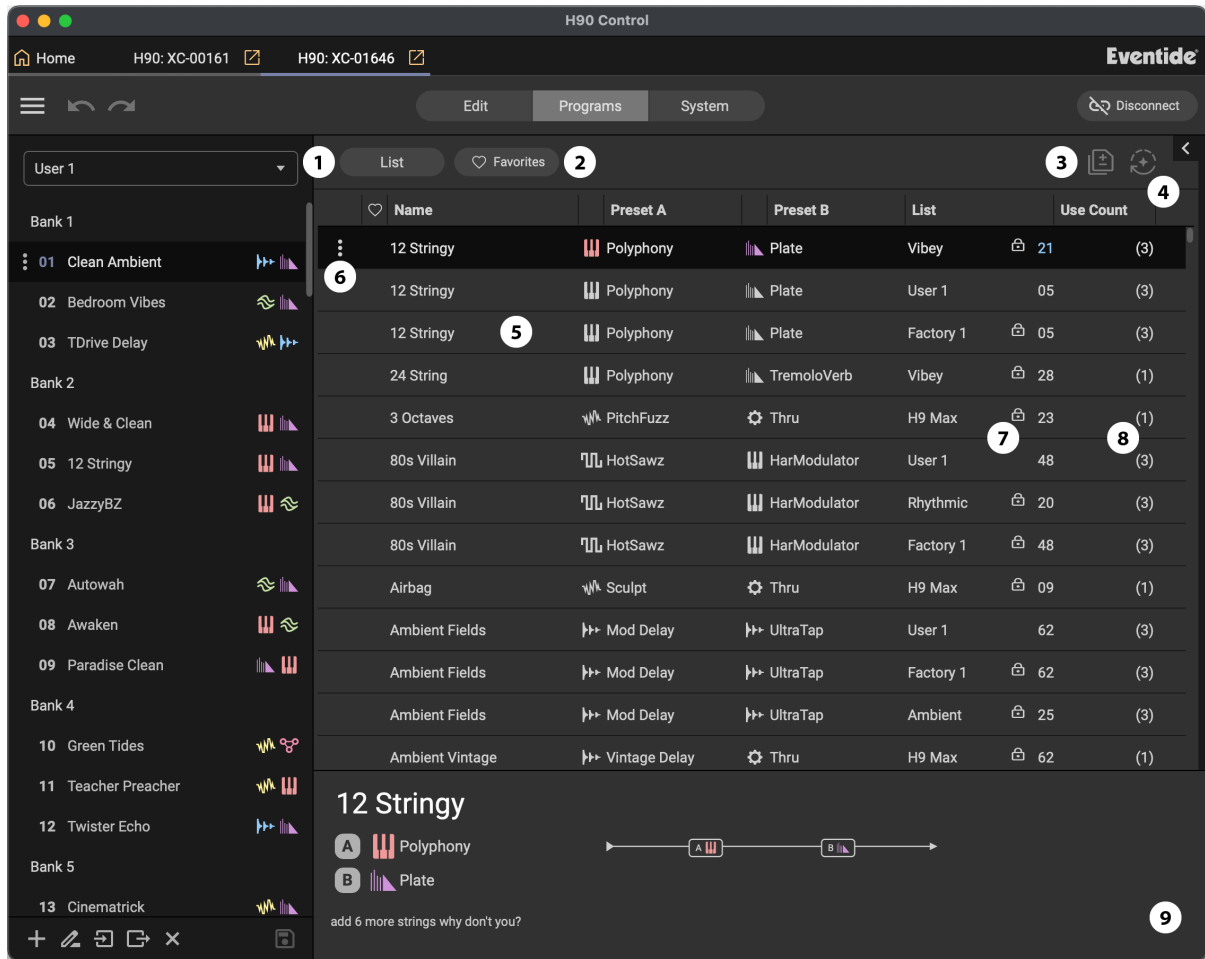 H90 Control
Home H90: XC-00161 H90: XC-01646 Eventide
Edit Programs System Disconnect
User 1
1 List Favorites 2 3
4
Name Preset A Preset B List Use Count
Bank 1
12 Stringy Polyphony Plate Vibey 21 (3)
01 Clean Ambient
6
12 Stringy Polyphony Plate User 1 05 (3)
02 Bedroom Vibes
12 Stringy 5 Polyphony Plate Factory 1 05 (3)
03 TDrive Delay
24 String Polyphony TremoloVerb Vibey 28 (1)
Bank 2
3 Octaves PitchFuzz Thru H9 Max 23 (1)
04 Wide & Clean
7 8
80s Villain HotSawz HarModulator User 1 48 (3)
05 12 Stringy
80s Villain HotSawz HarModulator Rhythmic 20 (3)
06 JazzyBZ
80s Villain HotSawz HarModulator Factory 1 48 (3)
Bank 3
Airbag Sculpt Thru H9 Max 09 (1)
07 Autowah
08 Awaken
Ambient Fields Mod Delay UltraTap User 1 62 (3)
09 Paradise Clean
Ambient Fields Mod Delay UltraTap Factory 1 62 (3)
Bank 4
Ambient Fields Mod Delay UltraTap Ambient 25 (3)
10 Green Tides
Ambient Vintage Vintage Delay Thru H9 Max 62 (1)
11 Teacher Preacher
12 Twister Echo
Bank 5
13 Cinematrick
12 Stringy
A Polyphony A B
B Plate
add 6 more strings why don't you? 9